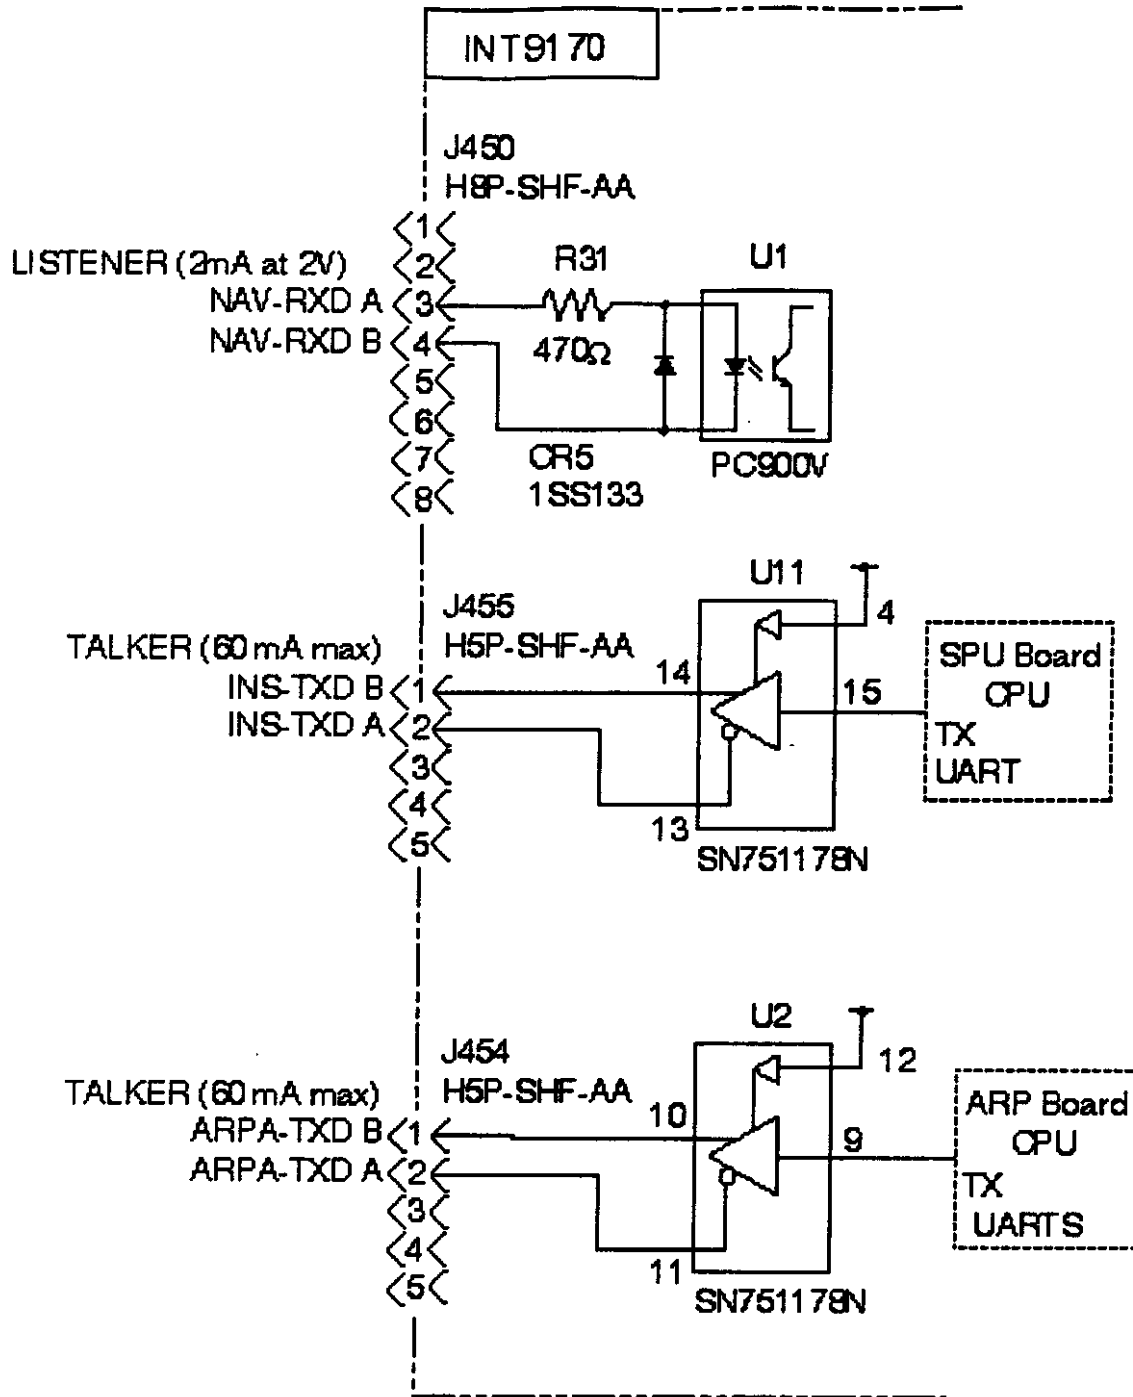 INT9170
J450
H8P-SHF-AA
1
LISTENER (2mA at 2V)
2
R31
U1
NAV-RXD A
3
NAV-RXD B
4
470Ω
5
6
7
CR5
PC900V
8
1SS133
U11
J455
4
TALKER (60 mA max)
H5P-SHF-AA
SPU Board
14
INS-TXD B
1
15
CPU
INS-TXD A
2
TX
3
UART
4
13
5
SN751178N
U2
J454
12
TALKER (60 mA max)
H5P-SHF-AA
ARP Board
10
ARPA-TXD B
1
9
CPU
ARPA-TXD A
2
TX
3
UARTS
4
11
5
SN751178N